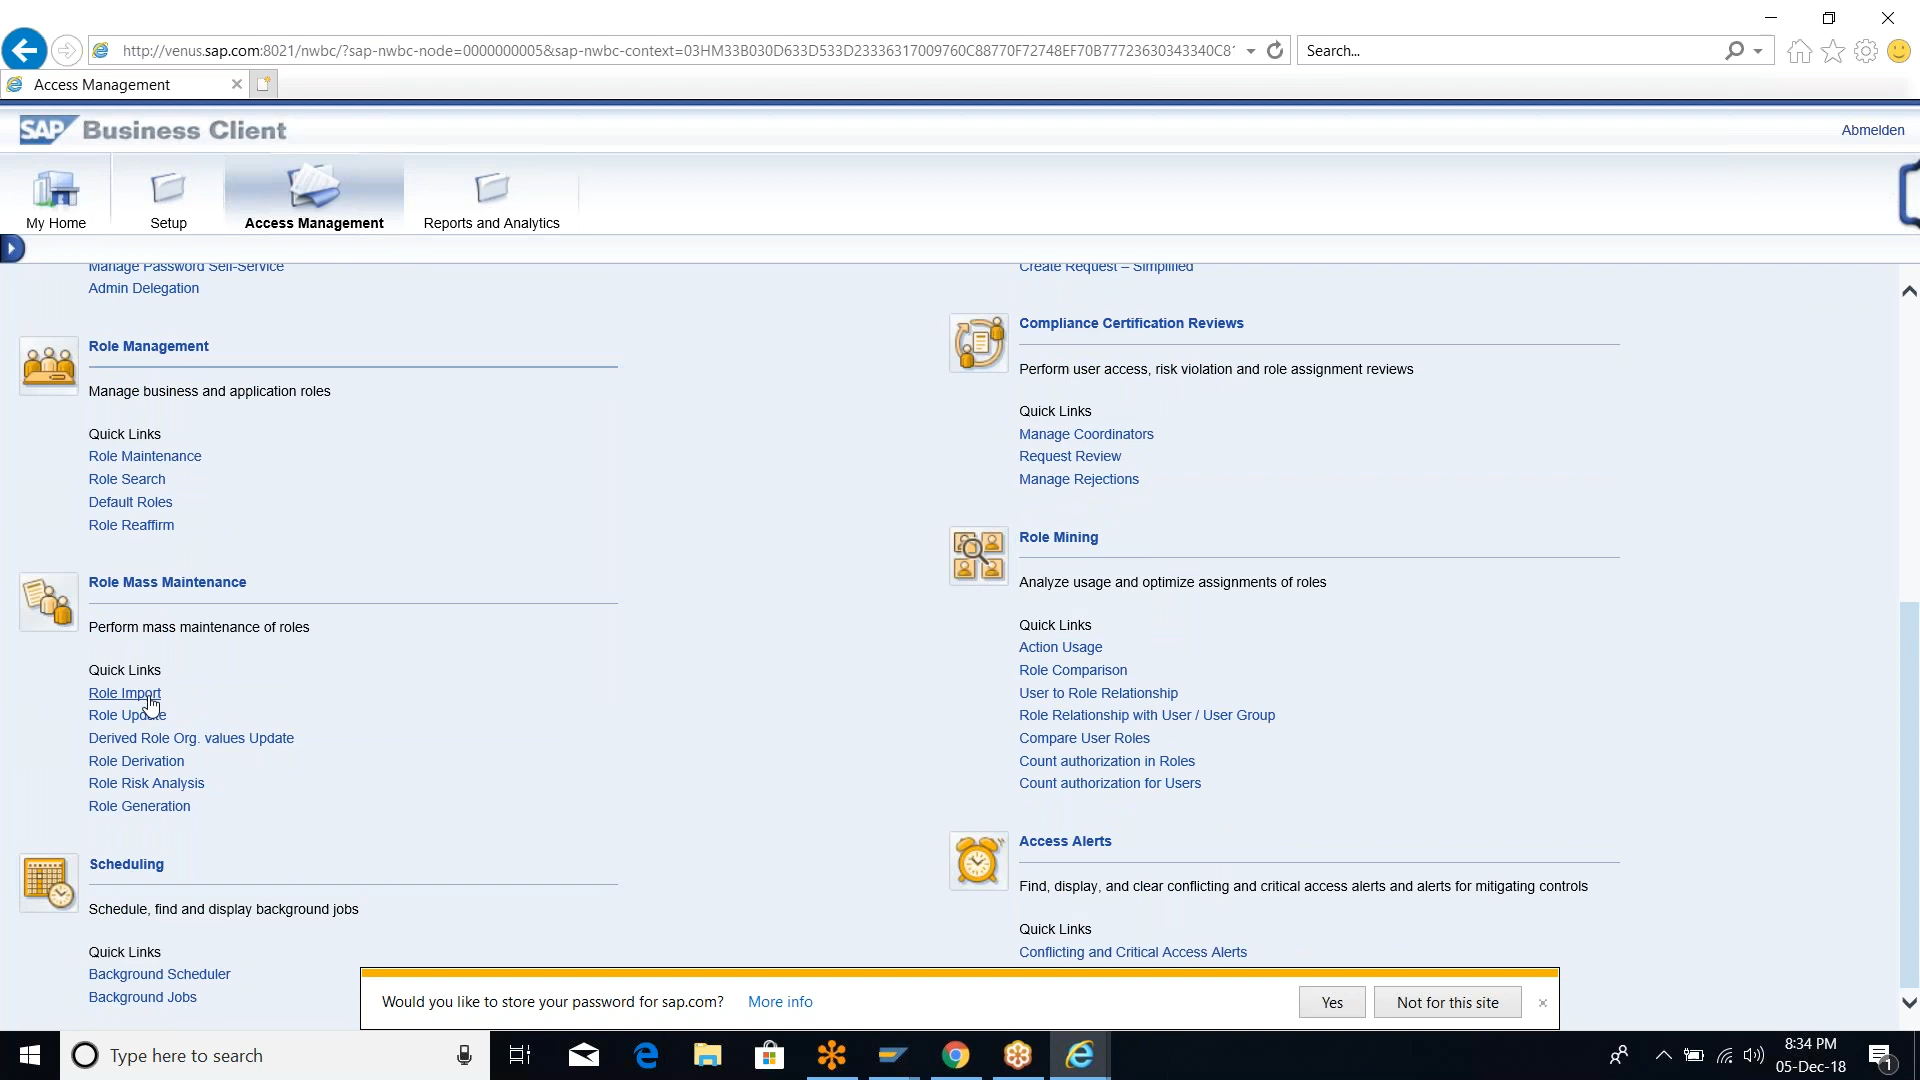 http://venus.sap.com:8021/nwbc/?sap-nwbc-node=0000000005&sap-nwbc-context=03HM33B030D633D533D23336317009760C88770F72748EF70B77723630343340C8
Search...
Access Management
SAP Business Client
Abmelden
My Home
Setup
Access Management
Reports and Analytics
Manage Password Self-Service
Admin Delegation
Role Management
Manage business and application roles
Quick Links
Role Maintenance
Role Search
Default Roles
Role Reaffirm
Role Mass Maintenance
Perform mass maintenance of roles
Quick Links
Role Import
Role Update
Derived Role Org. values Update
Role Derivation
Role Risk Analysis
Role Generation
Scheduling
Schedule, find and display background jobs
Quick Links
Background Scheduler
Background Jobs
Create Request – Simplified
Compliance Certification Reviews
Perform user access, risk violation and role assignment reviews
Quick Links
Manage Coordinators
Request Review
Manage Rejections
Role Mining
Analyze usage and optimize assignments of roles
Quick Links
Action Usage
Role Comparison
User to Role Relationship
Role Relationship with User / User Group
Compare User Roles
Count authorization in Roles
Count authorization for Users
Access Alerts
Find, display, and clear conflicting and critical access alerts and alerts for mitigating controls
Quick Links
Conflicting and Critical Access Alerts
Would you like to store your password for sap.com? More info
Yes
Not for this site
Type here to search
8:34 PM
05-Dec-18
1